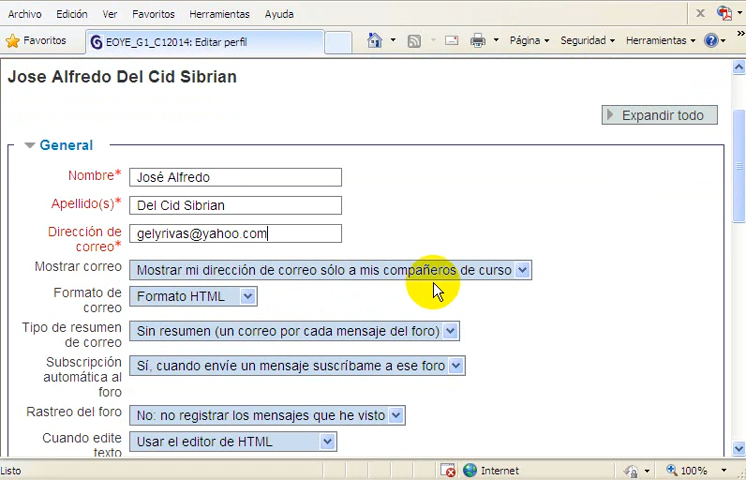 Archivo Edición Ver Favoritos Herramientas Ayuda
Favoritos EOYE_G1_C12014: Editar perfil Página Seguridad Herramientas
Jose Alfredo Del Cid Sibrian
Expandir todo
General
Nombre* José Alfredo
Apellido(s)* Del Cid Sibrian
Dirección de correo* gelyrivas@yahoo.com
Mostrar correo Mostrar mi dirección de correo sólo a mis compañeros de curso
Formato de correo Formato HTML
Tipo de resumen de correo Sin resumen (un correo por cada mensaje del foro)
Subscripción automática al foro Sí, cuando envíe un mensaje suscríbame a ese foro
Rastreo del foro No: no registrar los mensajes que he visto
Cuando edite texto Usar el editor de HTML
Listo Internet 100%